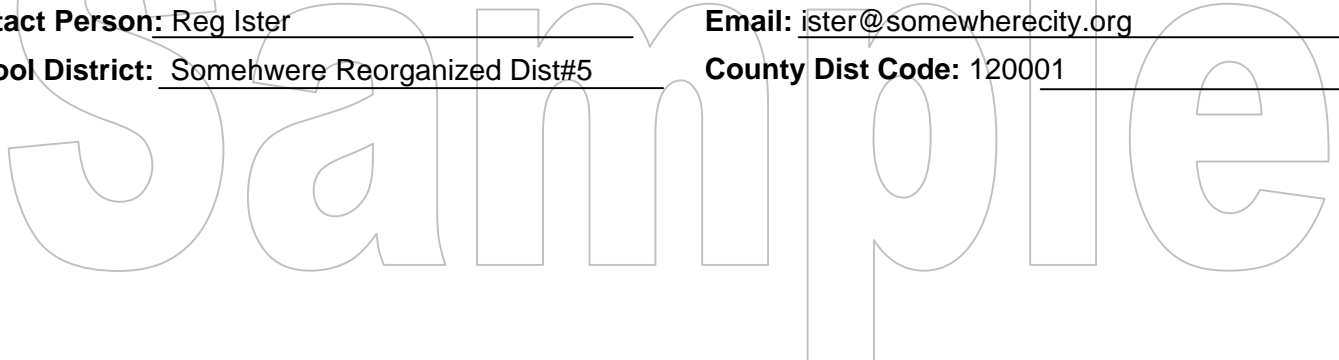 tact Person: Reg Ister Email: ister@somewherecity.org
ool District: Somehwere Reorganized Dist#5 County Dist Code: 120001
Sample